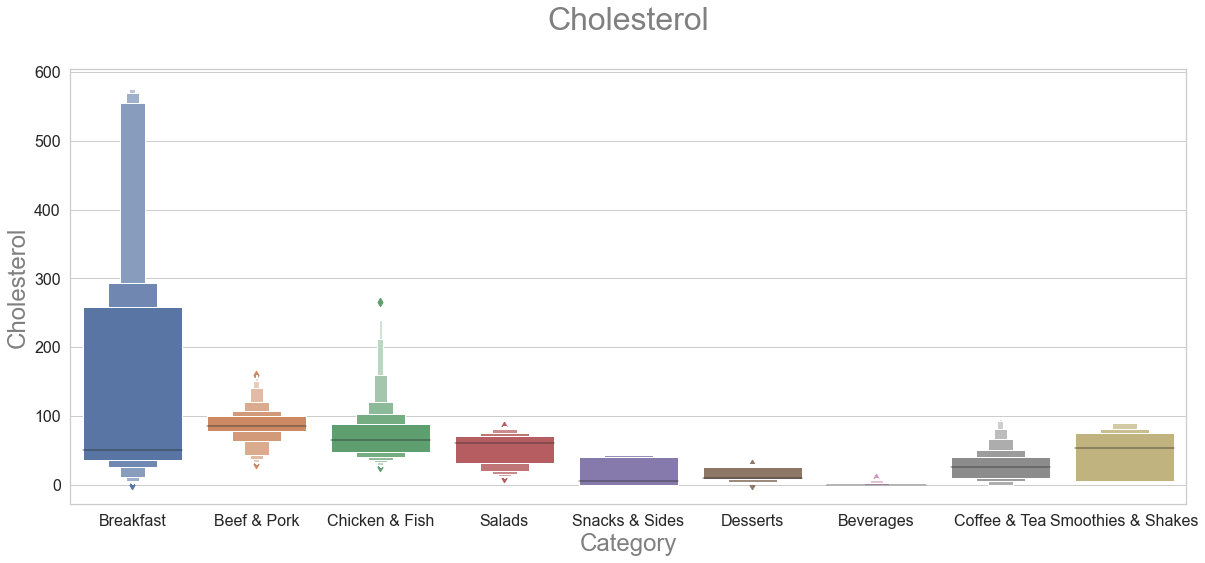 Cholesterol
600
500
400
300
200
100
0
Cholesterol
Breakfast Beef & Pork Chicken & Fish Salads Snacks & Sides Desserts Beverages Coffee & Tea Smoothies & Shakes
Category